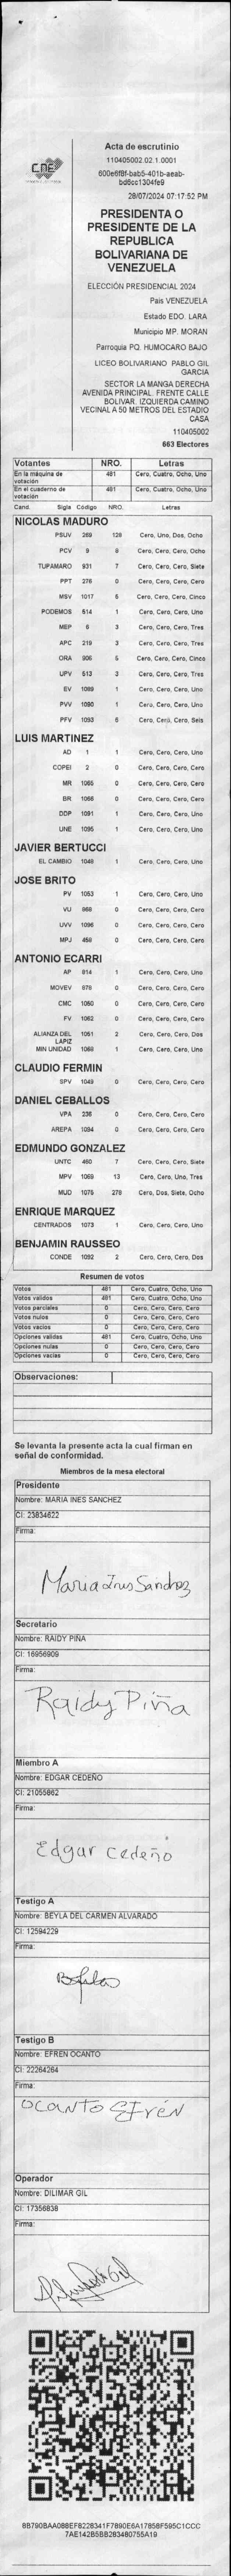 CNE
Acta de escrutinio
110405002.02.1.0001
600e6f8f-bab5-401b-aeab-
bd6cc1304fe9
28/07/2024 07:17:52 PM
PRESIDENTA O
PRESIDENTE DE LA
REPUBLICA
BOLIVARIANA DE
VENEZUELA
ELECCIÓN PRESIDENCIAL 2024
Pais VENEZUELA
Estado EDO. LARA
Municipio MP. MORAN
Parroquia PQ. HUMOCARO BAJO
LICEO BOLIVARIANO PABLO GIL
GARCIA
SECTOR LA MANGA DERECHA
AVENIDA PRINCIPAL. FRENTE CALLE
BOLIVAR. IZQUIERDA CAMINO
VECINAL A 50 METROS DEL ESTADIO
CASA
110405002
663 Electores
Votantes NRO. Letras
En la máquina de votación 481 Cero, Cuatro, Ocho, Uno
En el cuaderno de votación 481 Cero, Cuatro, Ocho, Uno
Cand. Sigla Código NRO. Letras
NICOLAS MADURO
PSUV 269 128 Cero, Uno, Dos, Ocho
PCV 9 8 Cero, Cero, Cero, Ocho
TUPAMARO 931 7 Cero, Cero, Cero, Siete
PPT 276 0 Cero, Cero, Cero, Cero
MSV 1017 5 Cero, Cero, Cero, Cinco
PODEMOS 614 1 Cero, Cero, Cero, Uno
MEP 6 3 Cero, Cero, Cero, Tres
APC 219 3 Cero, Cero, Cero, Tres
ORA 906 5 Cero, Cero, Cero, Cinco
UPV 513 3 Cero, Cero, Cero, Tres
EV 1089 1 Cero, Cero, Cero, Uno
PVV 1090 1 Cero, Cero, Cero, Uno
PFV 1093 6 Cero, Cero, Cero, Seis
LUIS MARTINEZ
AD 1 1 Cero, Cero, Cero, Uno
COPEI 2 0 Cero, Cero, Cero, Cero
MR 1065 0 Cero, Cero, Cero, Cero
BR 1066 0 Cero, Cero, Cero, Cero
DDP 1091 1 Cero, Cero, Cero, Uno
UNE 1095 1 Cero, Cero, Cero, Uno
JAVIER BERTUCCI
EL CAMBIO 1048 1 Cero, Cero, Cero, Uno
JOSE BRITO
PV 1053 1 Cero, Cero, Cero, Uno
VU 968 0 Cero, Cero, Cero, Cero
UVV 1096 0 Cero, Cero, Cero, Cero
MPJ 458 0 Cero, Cero, Cero, Cero
ANTONIO ECARRI
AP 914 1 Cero, Cero, Cero, Uno
MOVEV 978 0 Cero, Cero, Cero, Cero
CMC 1050 0 Cero, Cero, Cero, Cero
FV 1062 0 Cero, Cero, Cero, Cero
ALIANZA DEL LAPIZ 1051 2 Cero, Cero, Cero, Dos
MIN UNIDAD 1068 1 Cero, Cero, Cero, Uno
CLAUDIO FERMIN
SPV 1049 0 Cero, Cero, Cero, Cero
DANIEL CEBALLOS
VPA 236 0 Cero, Cero, Cero, Cero
AREPA 1094 0 Cero, Cero, Cero, Cero
EDMUNDO GONZALEZ
UNTC 460 7 Cero, Cero, Cero, Siete
MPV 1069 13 Cero, Cero, Uno, Tres
MUD 1075 278 Cero, Dos, Siete, Ocho
ENRIQUE MARQUEZ
CENTRADOS 1073 1 Cero, Cero, Cero, Uno
BENJAMIN RAUSSEO
CONDE 1092 2 Cero, Cero, Cero, Dos
Resumen de votos
Votos 481 Cero, Cuatro, Ocho, Uno
Votos validos 481 Cero, Cuatro, Ocho, Uno
Votos parciales 0 Cero, Cero, Cero, Cero
Votos nulos 0 Cero, Cero, Cero, Cero
Votos vacios 0 Cero, Cero, Cero, Cero
Opciones validas 481 Cero, Cuatro, Ocho, Uno
Opciones nulas 0 Cero, Cero, Cero, Cero
Opciones vacias 0 Cero, Cero, Cero, Cero
Observaciones:
Se levanta la presente acta la cual firman en
señal de conformidad.
Miembros de la mesa electoral
Presidente
Nombre: MARIA INES SANCHEZ
CI: 23834622
Firma:
Maria Ines Sanchez
Secretario
Nombre: RAIDY PIÑA
CI: 16956909
Firma:
Raidy Piña
Miembro A
Nombre: EDGAR CEDEÑO
CI: 21055862
Firma:
Edgar Cedeño
Testigo A
Nombre: BEYLA DEL CARMEN ALVARADO
CI: 12594229
Firma:
Testigo B
Nombre: EFREN OCANTO
CI: 22264264
Firma:
OCANTO EFrén
Operador
Nombre: DILIMAR GIL
CI: 17356838
Firma:
8B790BAA08BEF8228341F7890E6A17858F595C1CCC
7AE142B5BB283480755A19